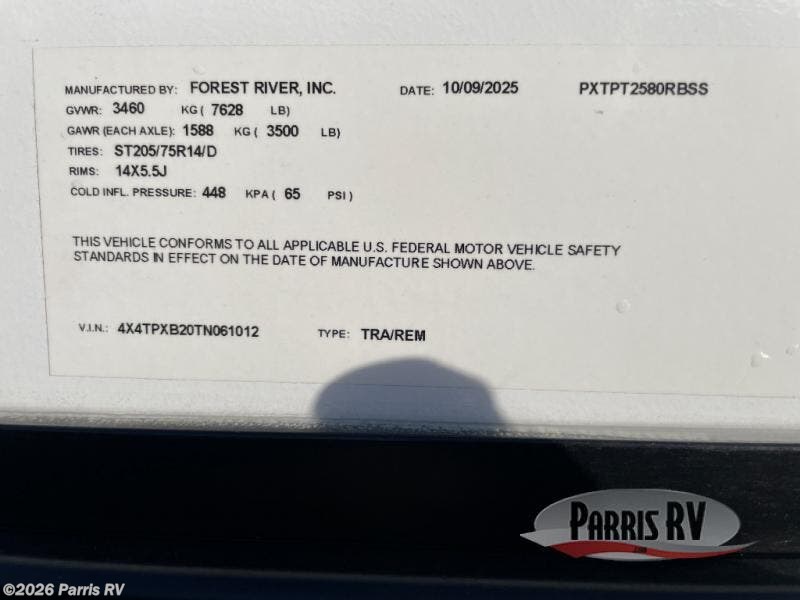 MANUFACTURED BY: FOREST RIVER, INC. DATE: 10/09/2025 PXTPT2580RBSS
GVWR: 3460 KG ( 7628 LB)
GAWR (EACH AXLE): 1588 KG ( 3500 LB)
TIRES: ST205/75R14/D
RIMS: 14X5.5J
COLD INFL. PRESSURE: 448 KPA ( 65 PSI )
THIS VEHICLE CONFORMS TO ALL APPLICABLE U.S. FEDERAL MOTOR VEHICLE SAFETY
STANDARDS IN EFFECT ON THE DATE OF MANUFACTURE SHOWN ABOVE.
V.I.N.: 4X4TPXB20TN061012 TYPE: TRA/REM
PARRIS RV
.com
©2026 Parris RV